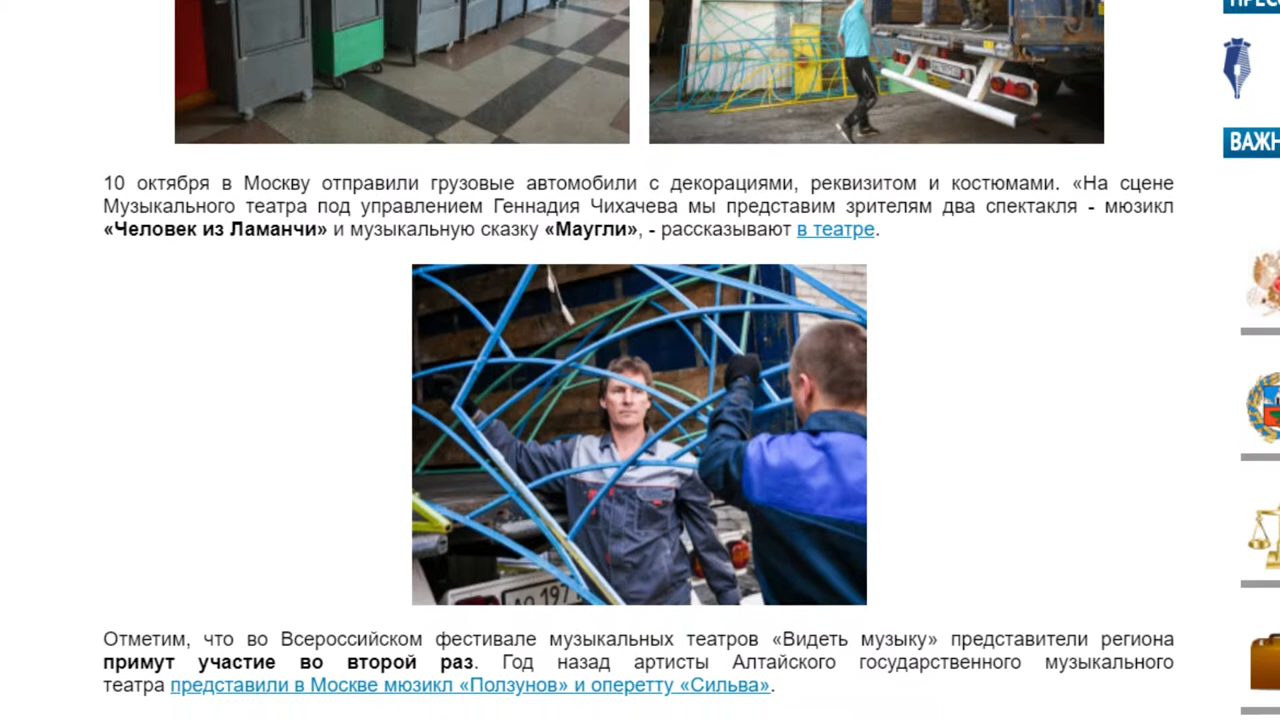 10 октября в Москву отправили грузовые автомобили с декорациями, реквизитом и костюмами. «На сцене
Музыкального театра под управлением Геннадия Чихачева мы представим зрителям два спектакля - мюзикл
«Человек из Ламанчи» и музыкальную сказку «Маугли», - рассказывают в театре.
ВАЖН
Отметим, что во Всероссийском фестивале музыкальных театров «Видеть музыку» представители региона
примут участие во второй раз. Год назад артисты Алтайского государственного музыкального
театра представили в Москве мюзикл «Ползунов» и оперетту «Сильва».